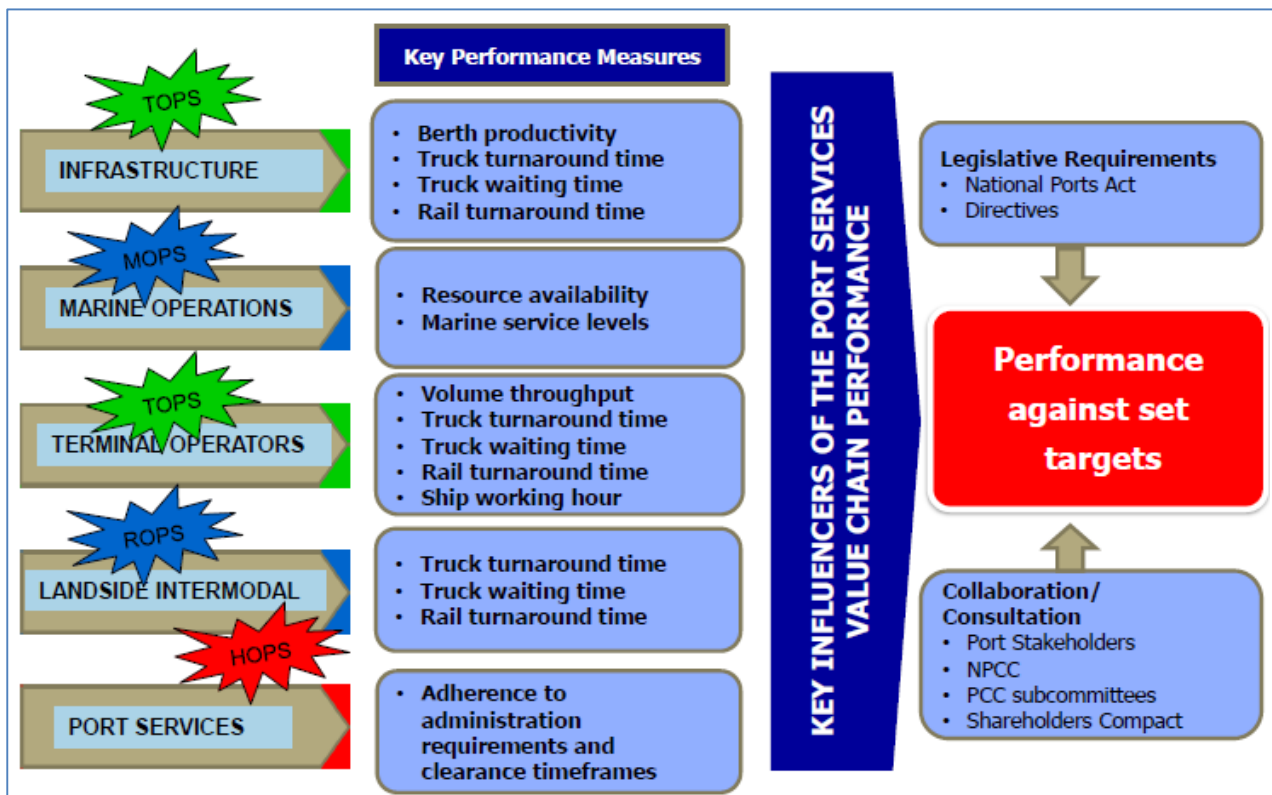 Key Performance Measures
TOPS
INFRASTRUCTURE
• Berth productivity
• Truck turnaround time
• Truck waiting time
• Rail turnaround time
MOPS
MARINE OPERATIONS
• Resource availability
• Marine service levels
TOPS
TERMINAL OPERATORS
• Volume throughput
• Truck turnaround time
• Truck waiting time
• Rail turnaround time
• Ship working hour
ROPS
LANDSIDE INTERMODAL
• Truck turnaround time
• Truck waiting time
• Rail turnaround time
HOPS
PORT SERVICES
• Adherence to
administration
requirements and
clearance timeframes
KEY INFLUENCERS OF THE PORT SERVICES
VALUE CHAIN PERFORMANCE
Legislative Requirements
• National Ports Act
• Directives
Performance
against set
targets
Collaboration/
Consultation
• Port Stakeholders
• NPCC
• PCC subcommittees
• Shareholders Compact